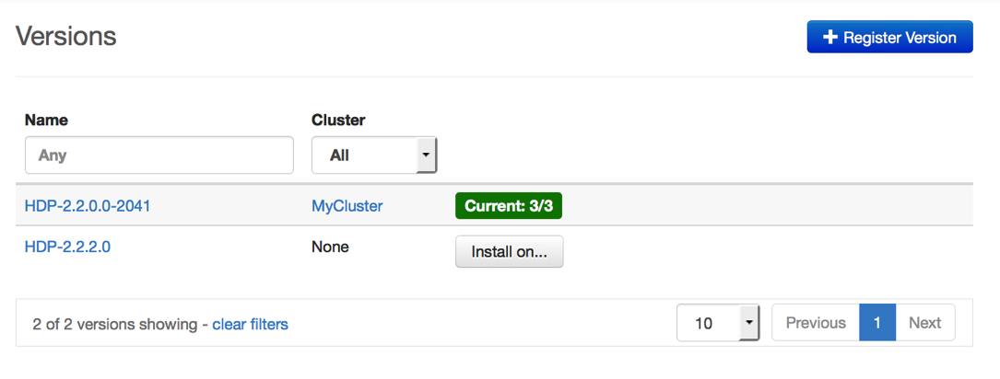 Versions
Register Version
Name Cluster
Any All
HDP-2.2.0.0-2041 MyCluster Current: 3/3
HDP-2.2.2.0 None Install on...
2 of 2 versions showing - clear filters 10 Previous 1 Next